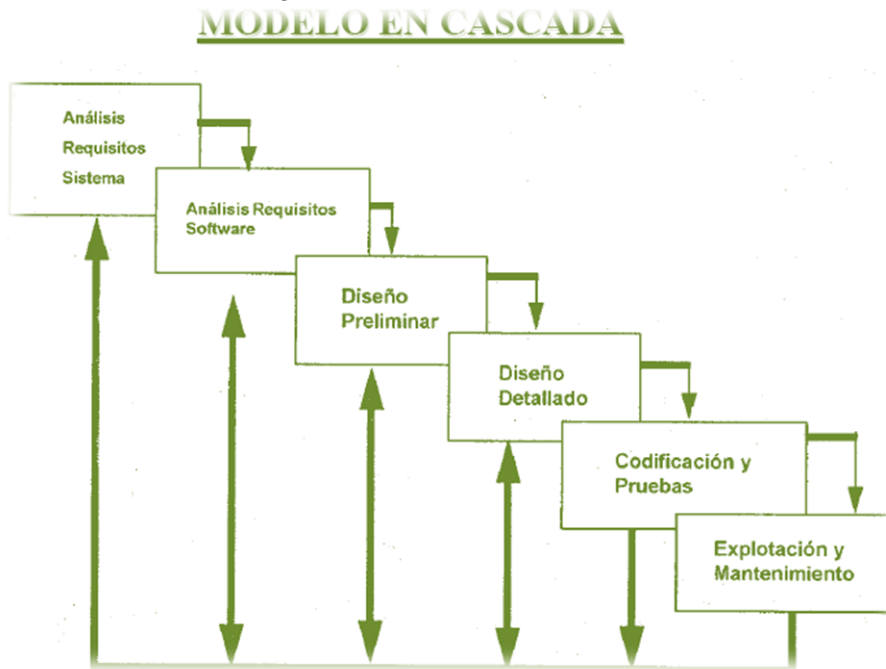 MODELO EN CASCADA
Análisis
Requisitos
Sistema
Análisis Requisitos
Software
Diseño
Preliminar
Diseño
Detallado
Codificación y
Pruebas
Explotación y
Mantenimiento